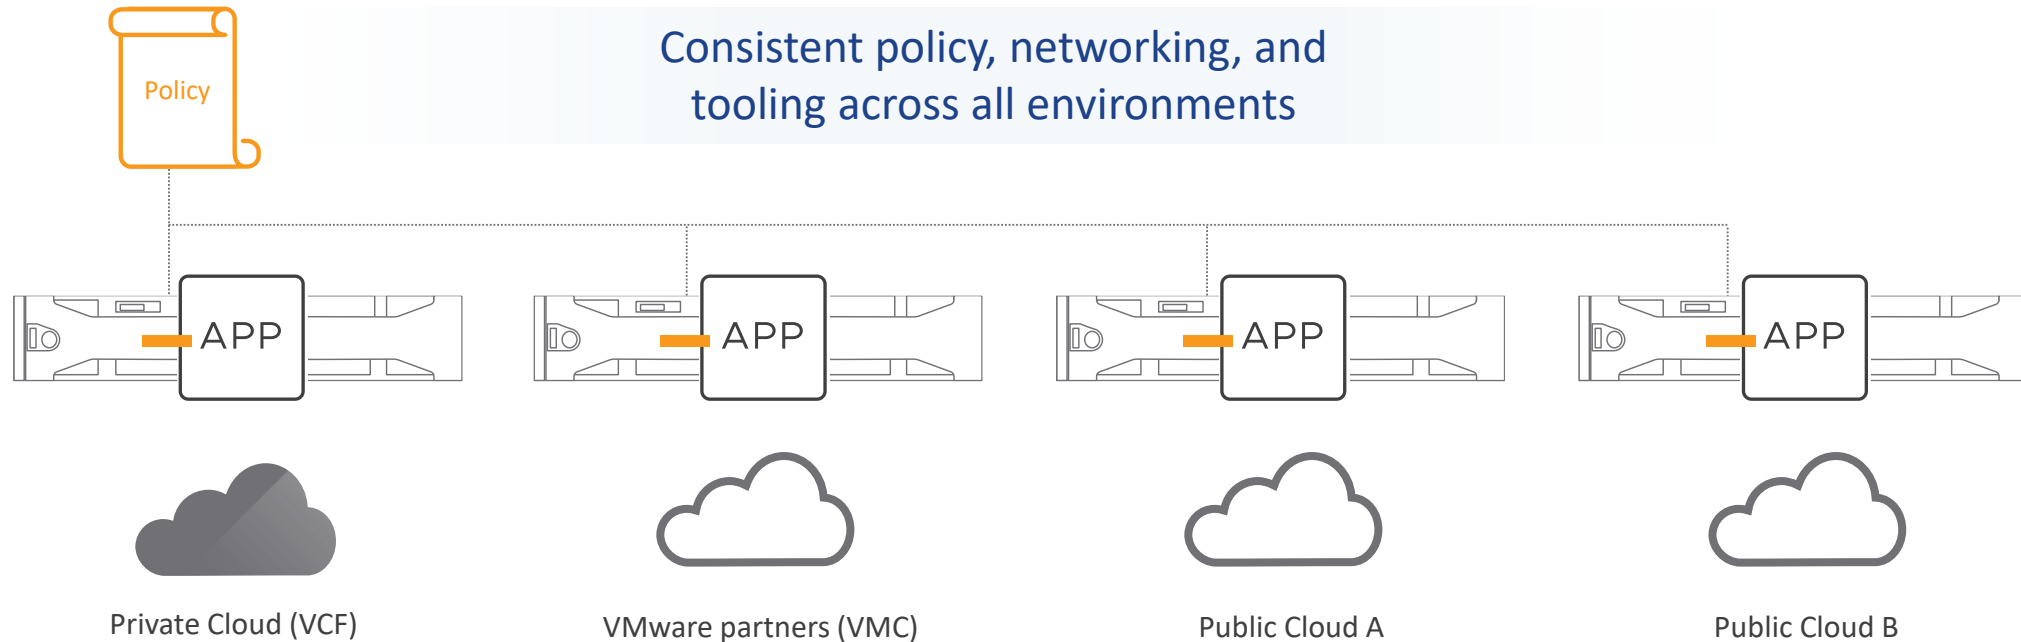 Policy
Consistent policy, networking, and
tooling across all environments
APP
APP
APP
APP
Private Cloud (VCF)
VMware partners (VMC)
Public Cloud A
Public Cloud B